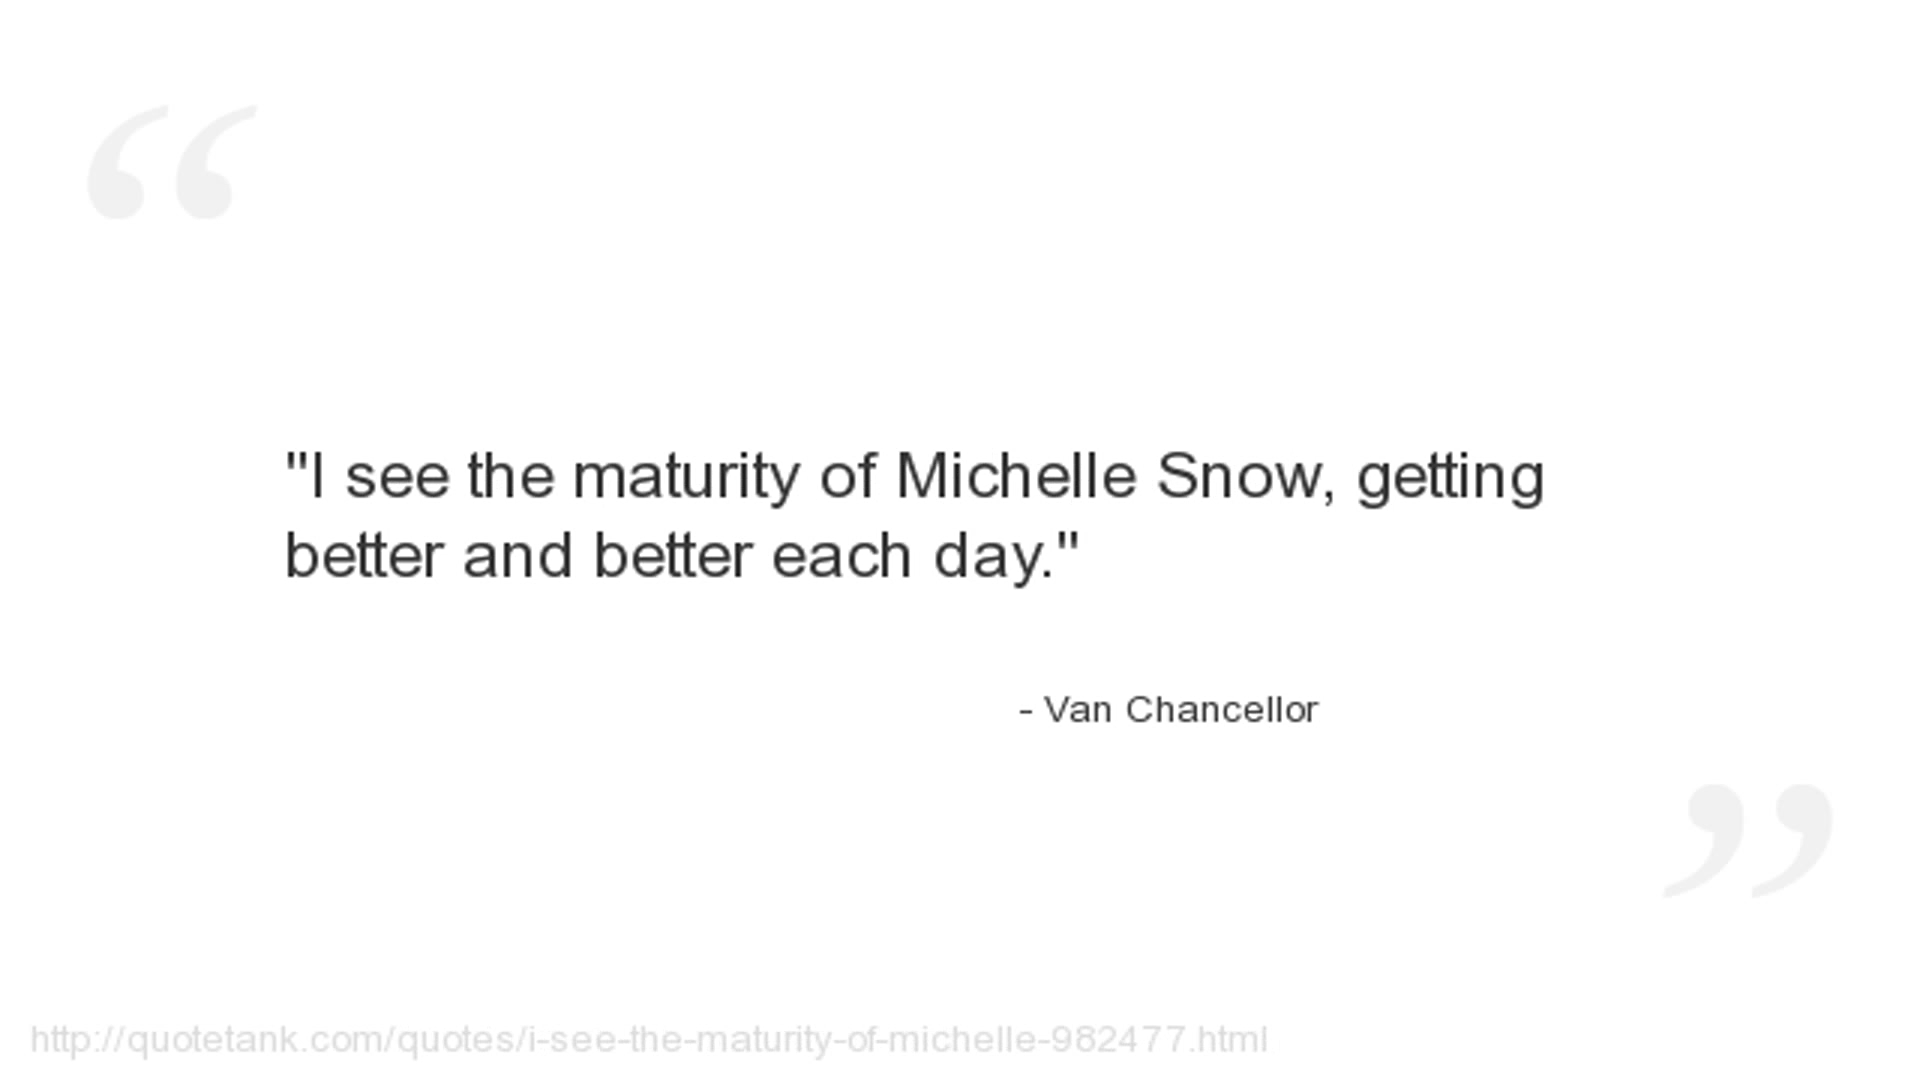 "I see the maturity of Michelle Snow, getting
better and better each day."
- Van Chancellor
http://quotetank.com/quotes/i-see-the-maturity-of-michelle-982477.html